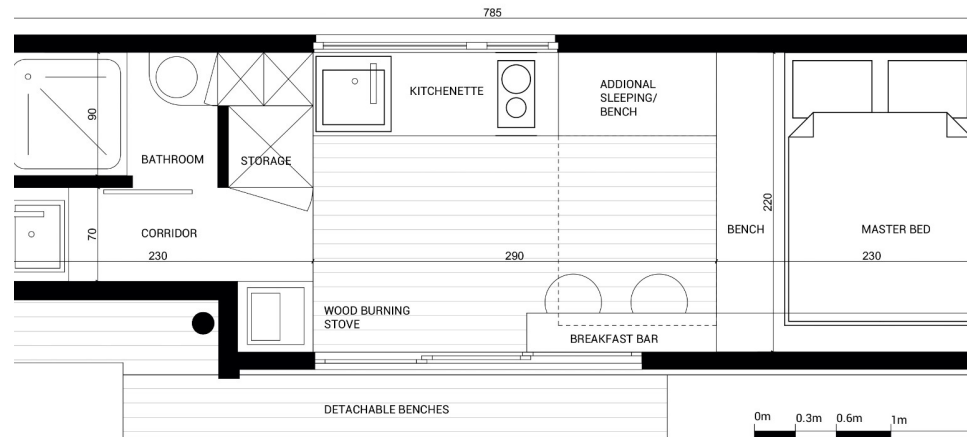 785
KITCHENETTE
ADDIONAL
SLEEPING/
BENCH
90
BATHROOM
STORAGE
70
CORRIDOR
220
BENCH
MASTER BED
230
290
230
WOOD BURNING
STOVE
BREAKFAST BAR
DETACHABLE BENCHES
0m 0.3m 0.6m 1m